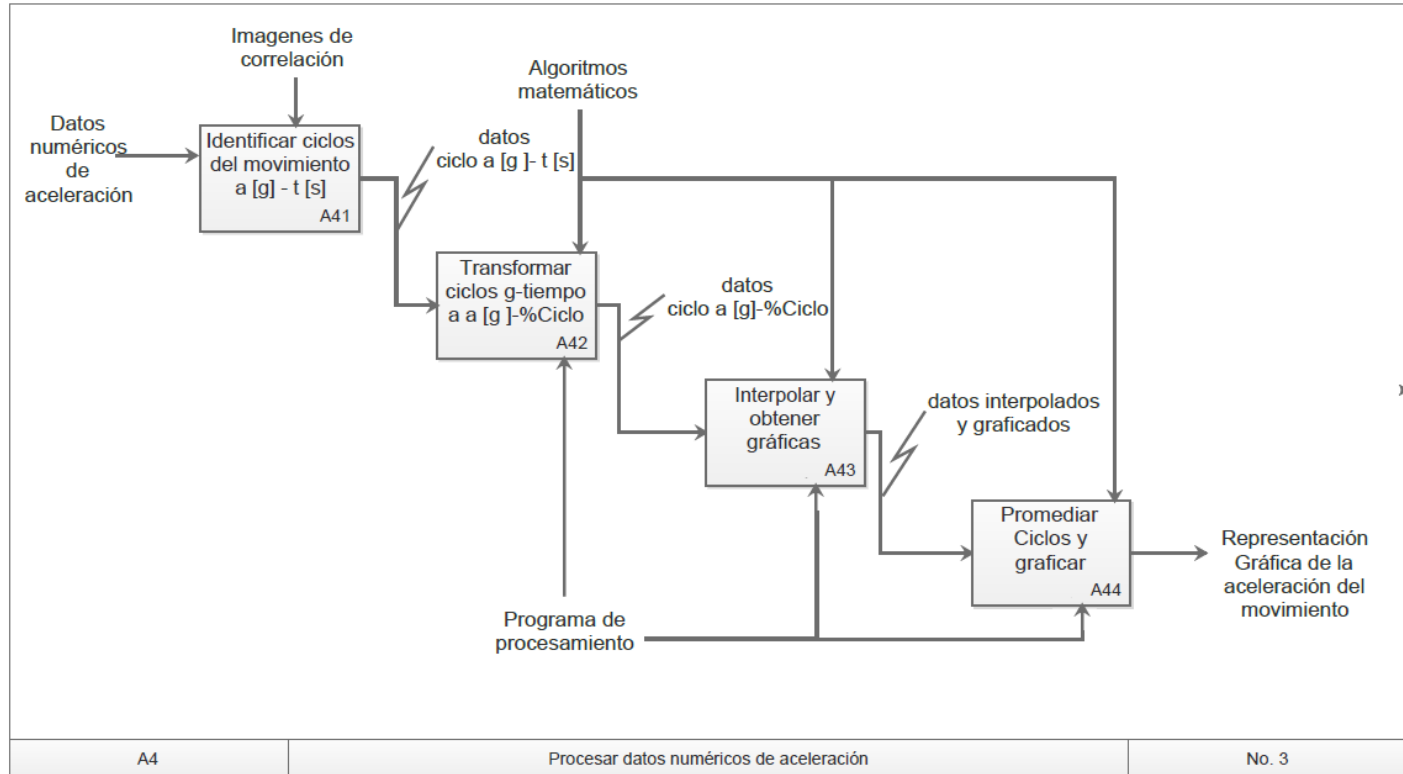 Imagenes de
correlación
Datos
numéricos
de
aceleración
Identificar ciclos
del movimiento
a [g] - t [s]
A41
datos
ciclo a [g ]- t [s]
Algoritmos
matemáticos
Transformar
ciclos g-tiempo
a a [g ]-%Ciclo
A42
datos
ciclo a [g]-%Ciclo
Interpolar y
obtener
gráficas
A43
datos interpolados
y graficados
Promediar
Ciclos y
graficar
A44
Representación
Gráfica de la
aceleración del
movimiento
Programa de
procesamiento
A4
Procesar datos numéricos de aceleración
No. 3